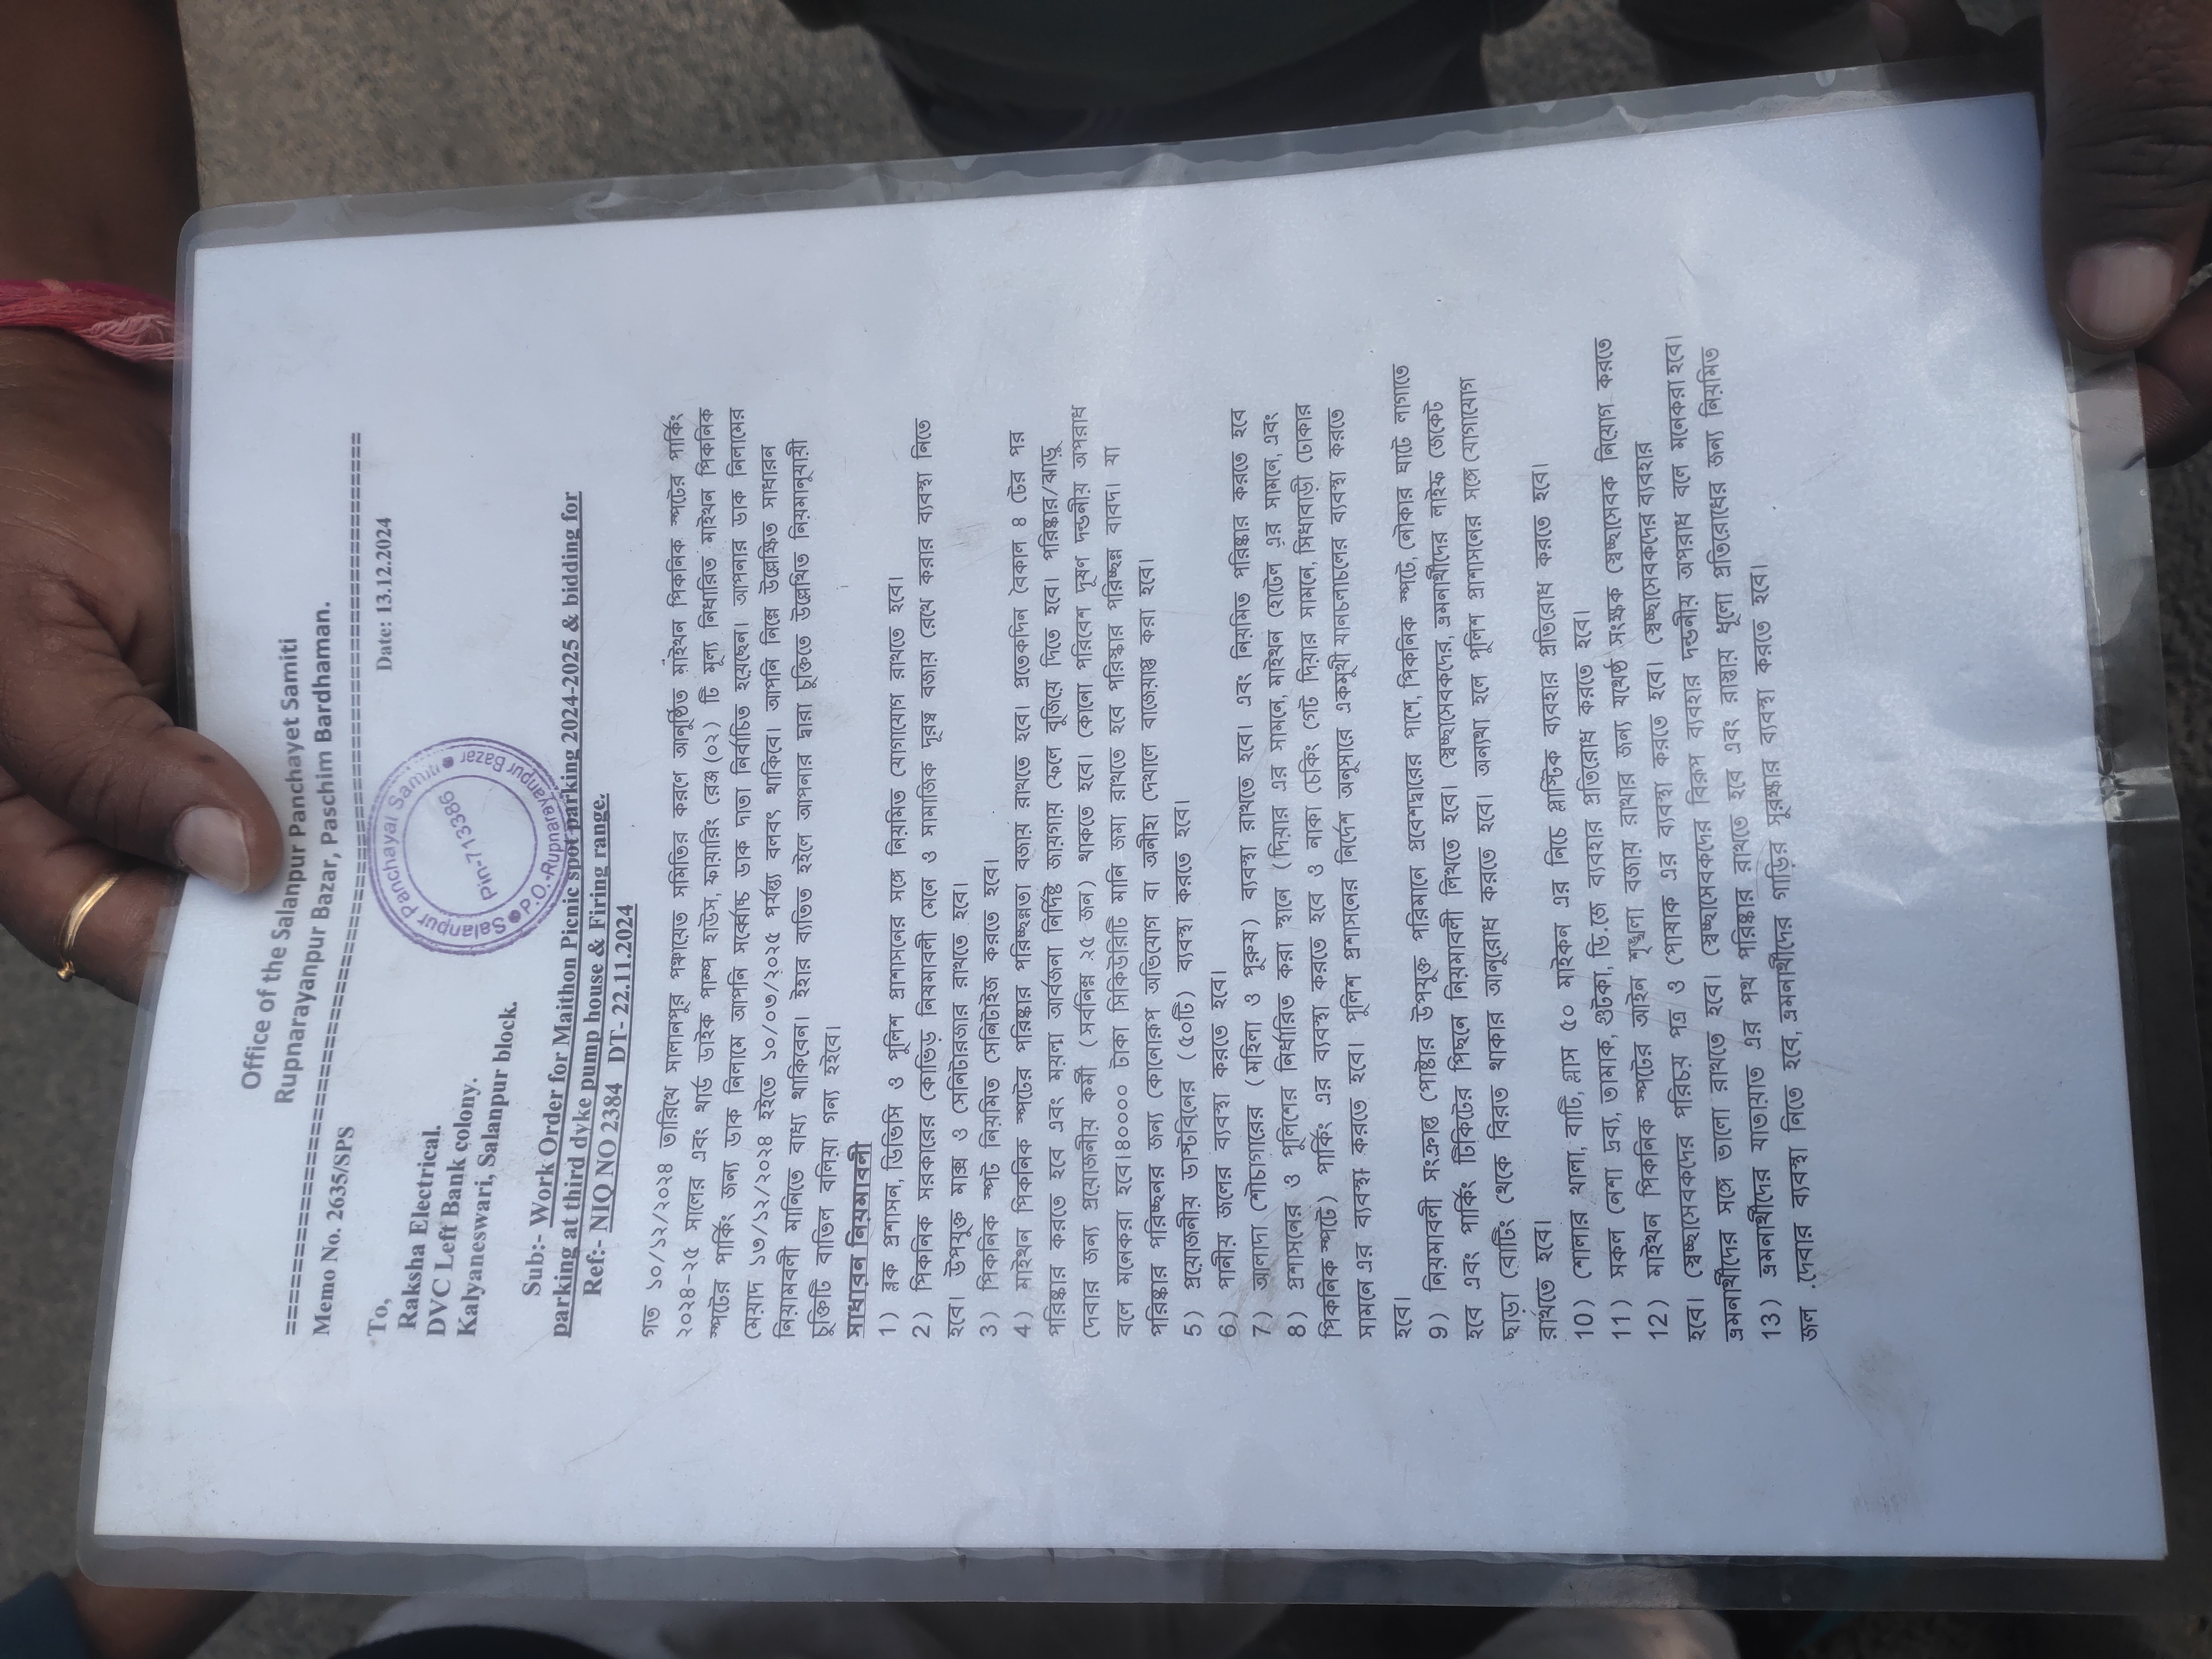 Office of the Salanpur Panchayet Samiti
Rupnarayanpur Bazar, Paschim Bardhaman.
Memo No. 2635/SPS
Date: 13.12.2024
To,
Raksha Electrical.
DVC Left Bank colony.
Kalyaneswari, Salanpur block.
Salanpur Panchayat Samiti
Pin-713386
P.O.-Rupnarayanpur Bazar
Sub:- Work Order for Maithon Picnic spot parking 2024-2025 & bidding for
parking at third dyke pump house & Firing range.
Ref:- NIQ NO 2384 DT- 22.11.2024
গত ১০/১২/২০২৪ তারিখে সালানপুর পঞ্চায়েত সমিতির করণে আনুষ্ঠিত মাইথন পিকনিক স্পটের পার্কিং
২০২৪-২৫ সালের এবং থার্ড ডাইক পাম্প হাউস, ফায়ারিং রেঞ্জ (০২) টি মূল্য নিধারিত মাইথন পিকনিক
স্পটের পার্কিং জন্য ডাক নিলামে আপনি সর্ব্বোচ্চ ডাক দাতা নির্বাচিত হয়েছেন। আপনার ডাক নিলামের
মেয়াদ ১৩/১২/২০২৪ হইতে ১০/০৩/২০২৫ পর্যন্ত্য বলবৎ থাকিবে। আপনি নিম্নে উল্লেক্ষিত সাধারন
নিয়ামবলী মানিতে বাধ্য থাকিবেন। ইহার ব্যতিত হইলে আপনার দ্বারা চুক্তিতে উল্লেখিত নিয়মানুযায়ী
চুক্তিটি বাতিল বলিয়া গন্য হইবে।
সাধারন নিয়মাবলী
1) ব্লক প্রশাসন, ডিভিসি ও পুলিশ প্রাশাসনের সঙ্গে নিয়মিত যোগাযোগ রাখতে হবে।
2) পিকনিক সরকারের কোভিড় নিয়মাবলী মেনে ও সামাজিক দূরত্ব বজায় রেখে করার ব্যবস্থা নিতে
হবে। উপযুক্ত মাক্স ও সেনিটারজার রাখতে হবে।
3) পিকনিক স্পট নিয়মিত সেনিটাইজ করতে হবে।
4) মাইথন পিকনিক স্পটের পরিষ্কার পরিচ্ছন্নতা বজায় রাখতে হবে। প্রতেকদিন বৈকাল ৪ টের পর
পরিষ্কার করতে হবে এবং ময়লা আর্বজনা নির্দিষ্ট জায়গায় ফেলে বুজিয়ে দিতে হবে। পরিষ্কার/ঝাড়ু
দেবার জন্য প্রয়োজনীয় কর্মী (সর্বনিম্ন ২৫ জন) থাকতে হবে। কোনো পরিবেশ দূষণ দন্ডনীয় অপরাধ
বলে মনেকরা হবে।৪০০০০ টাকা সিকিউরিটি মানি জমা রাখতে হবে পরিস্কার পরিচ্ছন্ন বাবদ। যা
পরিষ্কার পরিচ্ছনর জন্য কোনোরূপ অভিযোগ বা অনীহা দেখালে বাজেয়াপ্ত করা হবে।
5) প্রয়োজনীয় ডাস্টবিনের (৫০টি) ব্যবস্থা করতে হবে।
6) পানীয় জলের ব্যবস্থা করতে হবে।
7) আলাদা শৌচাগারের (মহিলা ও পুরুষ) ব্যবস্থা রাখতে হবে। এবং নিয়মিত পরিষ্কার করতে হবে
8) প্রশাসনের ও পুলিশের নির্ধারিত করা স্থানে (দিয়ার এর সামনে, মাইথন হোটেল এর সামনে, এবং
পিকনিক স্পটে) পার্কিং এর ব্যবস্থা করতে হবে ও নাকা চেকিং গেট দিয়ার সামনে, সিধাবাড়ী ঢোকার
সামনে এর ব্যবস্থা করতে হবে। পুলিশ প্রশাসনের নির্দেশ অনুসারে একমুখী যানচলাচলের ব্যবস্থা করতে
হবে।
9) নিয়মাবলী সংক্রান্ত পোষ্টার উপযুক্ত পরিমানে প্রবেশদ্বারের পাশে, পিকনিক স্পটে, নৌকার ঘাটে লাগাতে
হবে এবং পার্কিং টিকিটের পিছনে নিয়মাবলী লিখতে হবে। স্বেচ্ছাসেবকদের, ভ্রমনার্থীদের লাইফ জেকেট
ছাড়া বোটিং থেকে বিরত থাকার আনুরোধ করতে হবে। অন্যথা হলে পুলিশ প্রাশাসনের সঙ্গে যোগাযোগ
রাখতে হবে।
10) শোলার থালা, বাটি, গ্লাস ৫০ মাইকন এর নিচে প্লাস্টিক ব্যবহার প্রতিরোধ করতে হবে।
11) সকল নেশা দ্রব্য, তামাক, গুটকা, ডি.জে ব্যবহার প্রতিরোধ করতে হবে।
12) মাইথন পিকনিক স্পটের আইন শৃঙ্খলা বজায় রাখার জন্য যথেষ্ঠ সংক্ষক স্বেচ্ছাসেবক নিয়োগ করতে
হবে। স্বেচ্ছাসেবকদের পরিচয় পত্র ও পোষাক এর ব্যবস্থা করতে হবে। স্বেচ্ছাসেবকদের ব্যবহার
ভ্রমনার্থীদের সঙ্গে ভালো রাখতে হবে। স্বেচ্ছাসেবকদের বিরূপ ব্যবহার দন্ডনীয় অপরাধ বলে মনেকরা হবে।
13) ভ্রমনার্থীদের যাতায়াত এর পথ পরিষ্কার রাখতে হবে এবং রাস্তায় ধূলো প্রতিরোধের জন্য নিয়মিত
জল দেবার ব্যবস্থা নিতে হবে, ভ্রমনার্থীদের গাড়ির সুরক্ষার ব্যবস্থা করতে হবে।